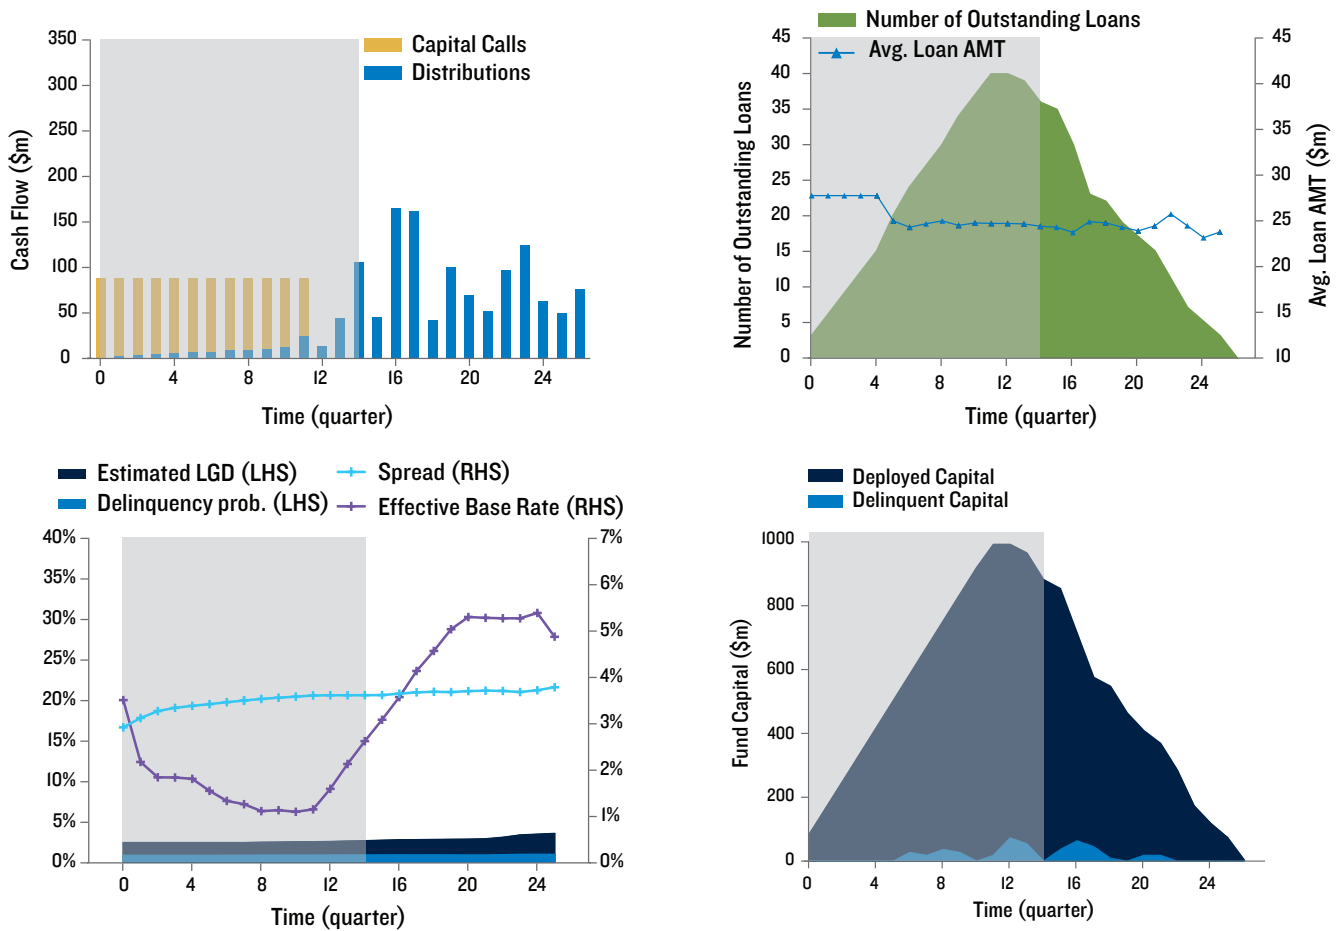 Capital Calls
Distributions
Cash Flow ($m)
350
300
250
200
150
100
50
0
0 4 8 12 16 20 24
Time (quarter)
Number of Outstanding Loans
Avg. Loan AMT
Number of Outstanding Loans
45
40
35
30
25
20
15
10
5
0
45
40
35
30
25
20
15
10
Avg. Loan AMT ($m)
0 4 8 12 16 20 24
Time (quarter)
Estimated LGD (LHS)
Spread (RHS)
Delinquency prob. (LHS)
Effective Base Rate (RHS)
40%
35%
30%
25%
20%
15%
10%
5%
0%
7%
6%
5%
4%
3%
2%
1%
0%
0 4 8 12 16 20 24
Time (quarter)
Deployed Capital
Delinquent Capital
Fund Capital ($m)
1000
800
600
400
200
0
0 4 8 12 16 20 24
Time (quarter)